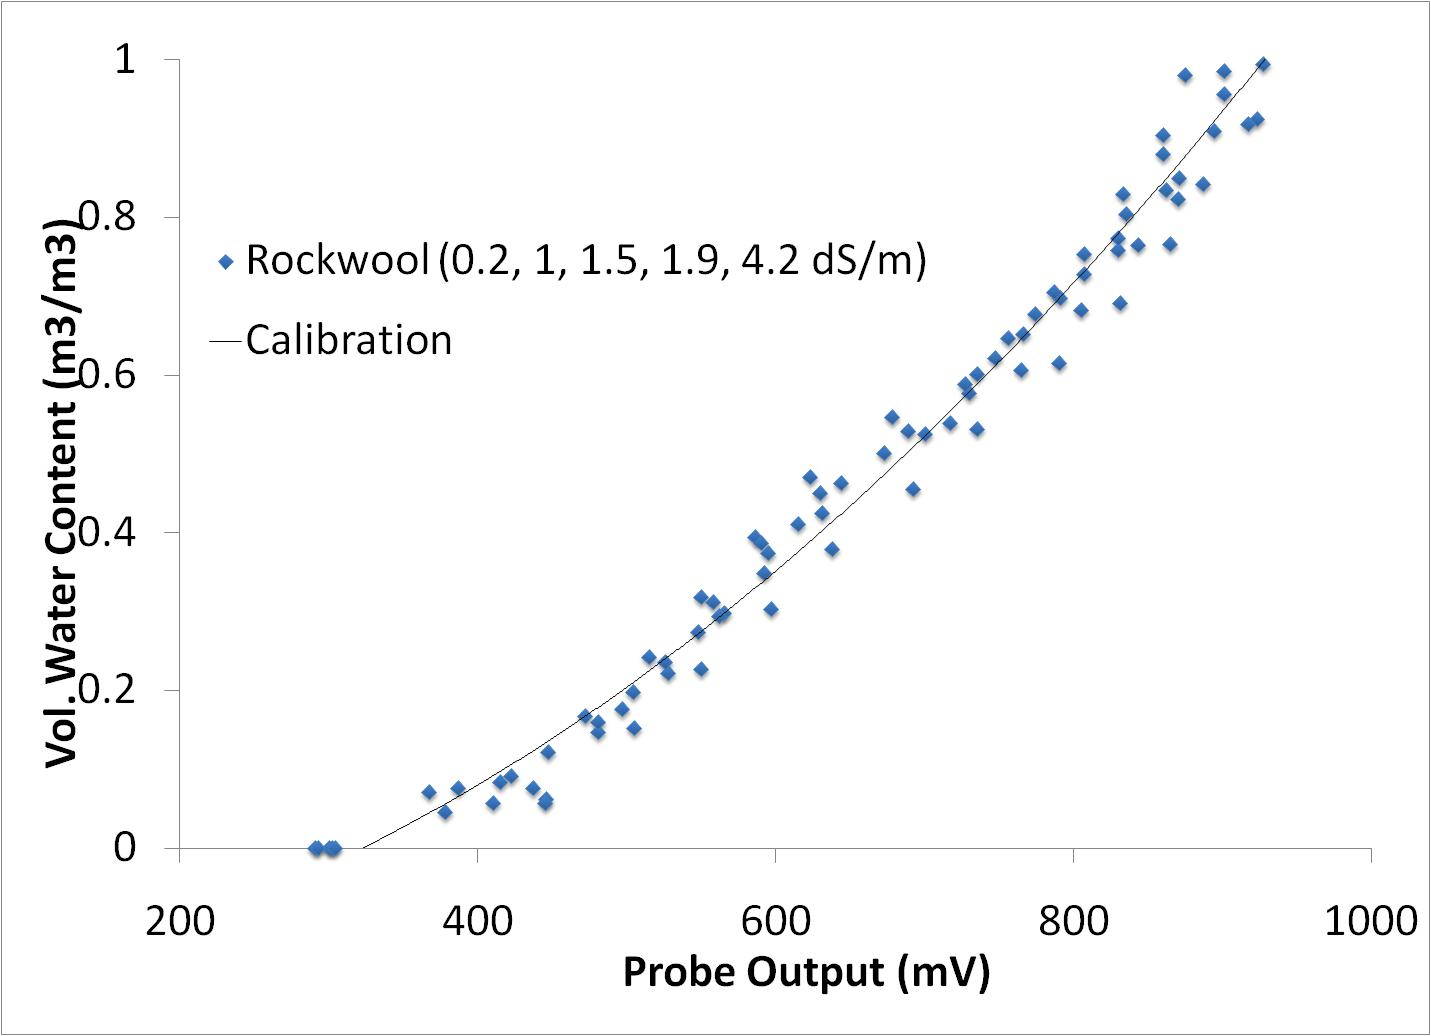 1
0.8
0.6
0.4
0.2
0
Vol. Water Content (m3/m3)
Rockwool (0.2, 1, 1.5, 1.9, 4.2 dS/m)
Calibration
200 400 600 800 1000
Probe Output (mV)